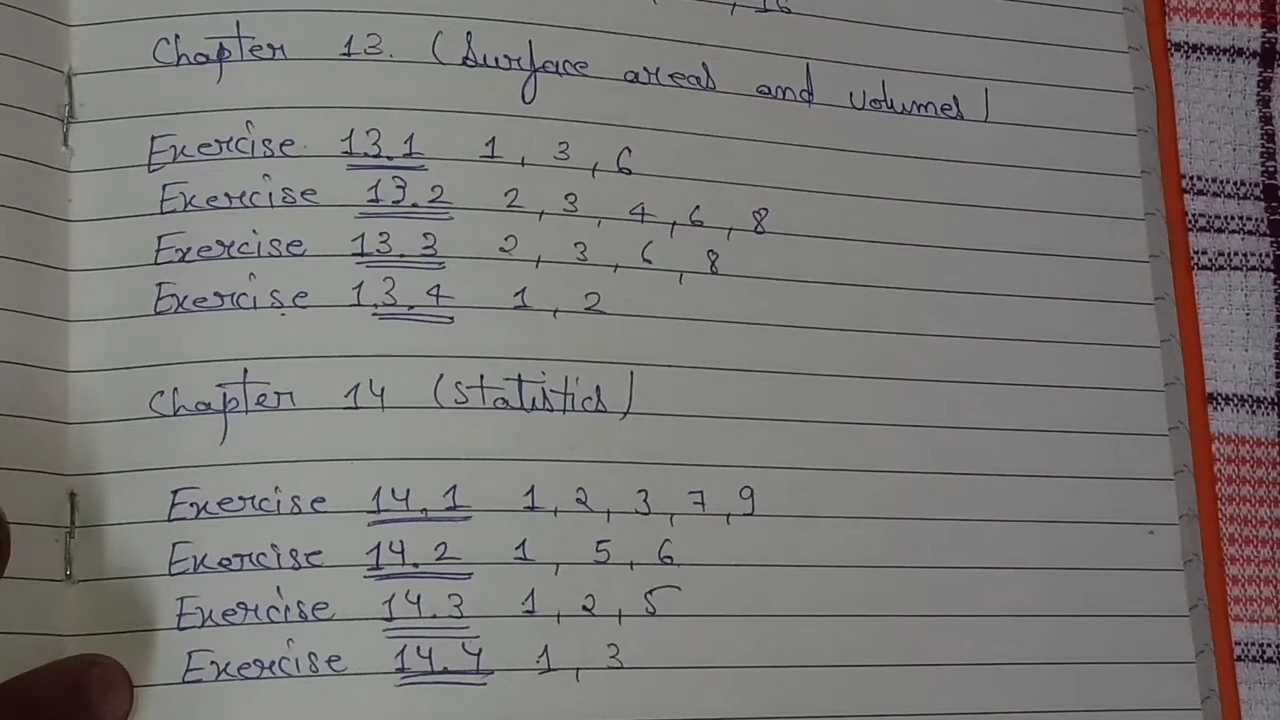 , 16
Chapter 13. (Surface areas and volumes)
Exercise 13.1 1, 3, 6
Exercise 13.2 2, 3, 4, 6, 8
Exercise 13.3 2, 3, 6, 8
Exercise 13.4 1, 2
Chapter 14 (Statistics)
Exercise 14.1 1, 2, 3, 7, 9
Exercise 14.2 1, 5, 6
Exercise 14.3 1, 2, 5
Exercise 14.4 1, 3